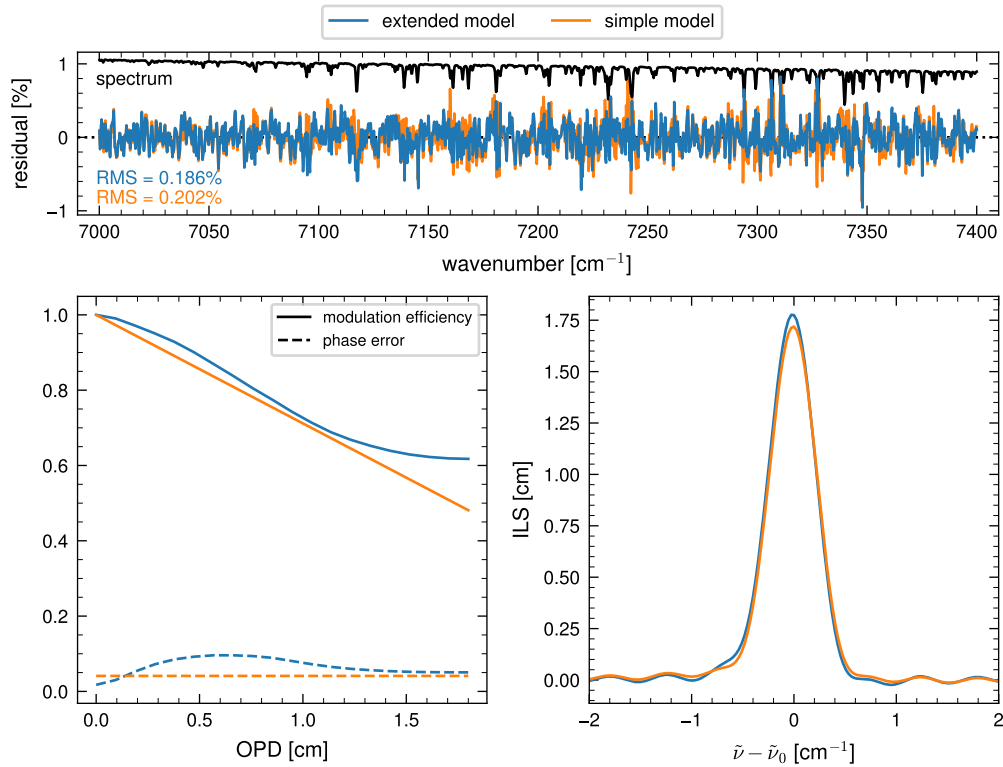 extended model simple model
1
0
−1
residual [%]
spectrum
RMS = 0.186%
RMS = 0.202%
7000 7050 7100 7150 7200 7250 7300 7350 7400
wavenumber [cm⁻¹]
modulation efficiency
phase error
1.0
0.8
0.6
0.4
0.2
0.0
0.0 0.5 1.0 1.5
OPD [cm]
ILS [cm]
1.75
1.50
1.25
1.00
0.75
0.50
0.25
0.00
−2 −1 0 1 2
ν̃ − ν̃₀ [cm⁻¹]